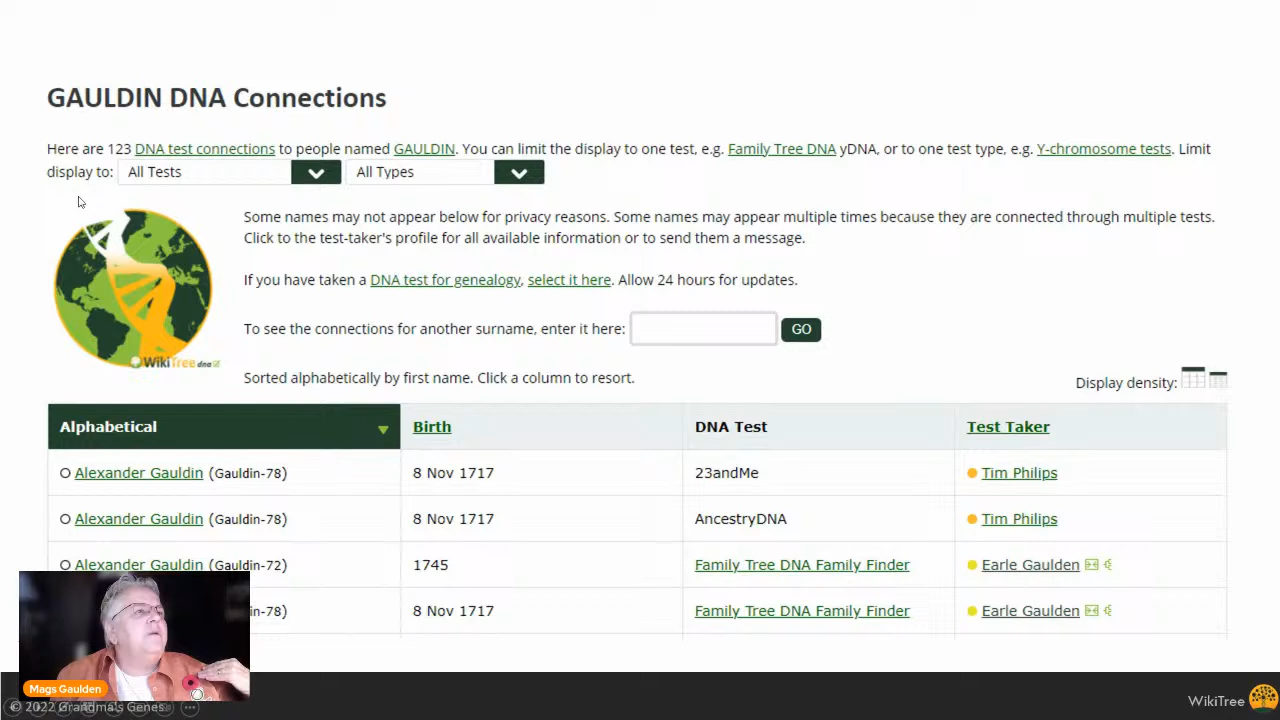 GAULDIN DNA Connections
Here are 123 DNA test connections to people named GAULDIN. You can limit the display to one test, e.g. Family Tree DNA yDNA, or to one test type, e.g. Y-chromosome tests. Limit
display to: All Tests All Types
Some names may not appear below for privacy reasons. Some names may appear multiple times because they are connected through multiple tests.
Click to the test-taker's profile for all available information or to send them a message.
If you have taken a DNA test for genealogy, select it here. Allow 24 hours for updates.
To see the connections for another surname, enter it here: GO
WikiTree dna
Sorted alphabetically by first name. Click a column to resort.
Display density:
Alphabetical Birth DNA Test Test Taker
Alexander Gauldin (Gauldin-78) 8 Nov 1717 23andMe Tim Philips
Alexander Gauldin (Gauldin-78) 8 Nov 1717 AncestryDNA Tim Philips
Alexander Gauldin (Gauldin-72) 1745 Family Tree DNA Family Finder Earle Gaulden
in-78) 8 Nov 1717 Family Tree DNA Family Finder Earle Gaulden
Mags Gaulden
© 2022 Grandma's Genes
WikiTree